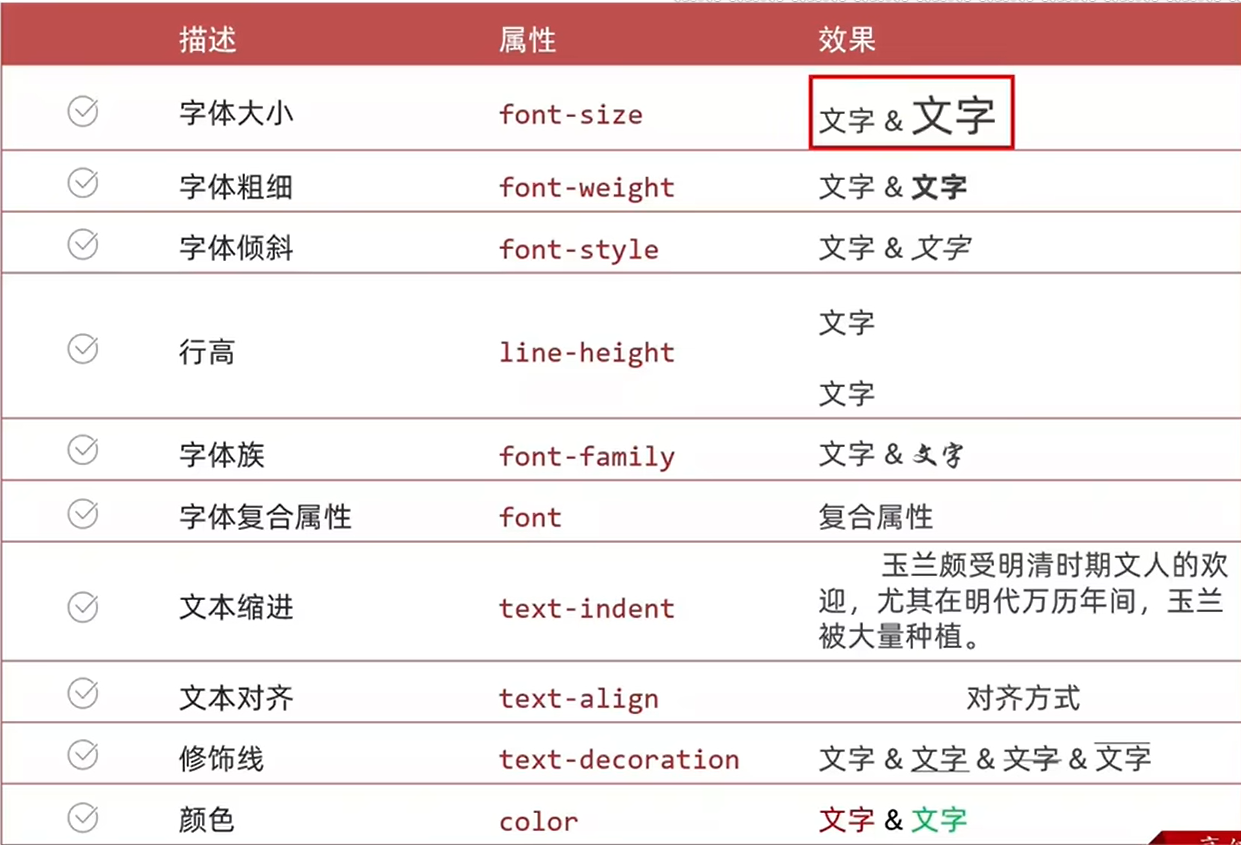 描述 属性 效果
字体大小 font-size 文字 & 文字
字体粗细 font-weight 文字 & 文字
字体倾斜 font-style 文字 & 文字
行高 line-height 文字
文字
字体族 font-family 文字 & 文字
字体复合属性 font 复合属性
文本缩进 text-indent 玉兰颇受明清时期文人的欢
迎，尤其在明代万历年间，玉兰
被大量种植。
文本对齐 text-align 对齐方式
修饰线 text-decoration 文字 & 文字 & 文字 & 文字
颜色 color 文字 & 文字